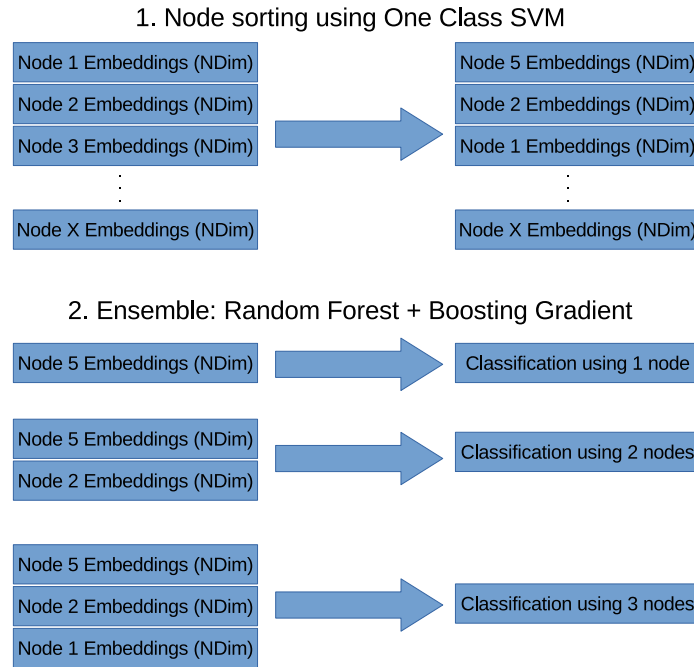 1. Node sorting using One Class SVM
Node 1 Embeddings (NDim)
Node 5 Embeddings (NDim)
Node 2 Embeddings (NDim)
Node 2 Embeddings (NDim)
Node 3 Embeddings (NDim)
Node 1 Embeddings (NDim)
Node X Embeddings (NDim)
Node X Embeddings (NDim)
2. Ensemble: Random Forest + Boosting Gradient
Node 5 Embeddings (NDim)
Classification using 1 node
Node 5 Embeddings (NDim)
Node 2 Embeddings (NDim)
Classification using 2 nodes
Node 5 Embeddings (NDim)
Node 2 Embeddings (NDim)
Node 1 Embeddings (NDim)
Classification using 3 nodes